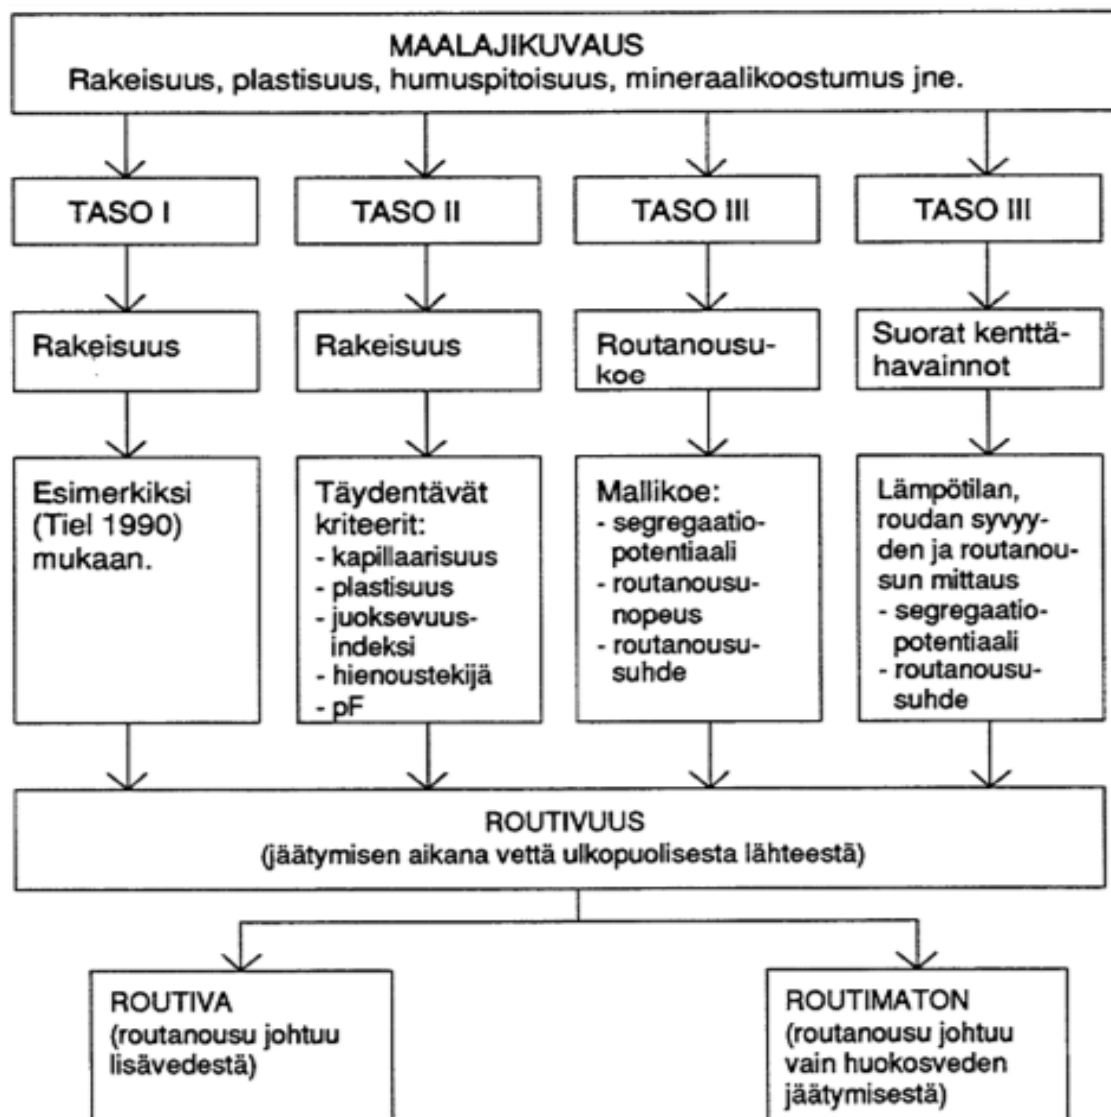 MAALAJIKUVAUS
Rakeisuus, plastisuus, humuspitoisuus, mineraalikoostumus jne.
TASO I
TASO II
TASO III
TASO III
Rakeisuus
Rakeisuus
Routanousu-
koe
Suorat kenttä-
havainnot
Esimerkiksi
(Tiel 1990)
mukaan.
Täydentävät
kriteerit:
- kapillaarisuus
- plastisuus
- juoksevuus-
indeksi
- hienoustekijä
- pF
Mallikoe:
- segregaatio-
potentiaali
- routanousu-
nopeus
- routanousu-
suhde
Lämpötilan,
roudan syvyy-
den ja routanou-
sun mittaus
- segregaatio-
potentiaali
- routanousu-
suhde
ROUTIVUUS
(jäätymisen aikana vettä ulkopuolisesta lähteestä)
ROUTIVA
(routanousu johtuu
lisävedestä)
ROUTIMATON
(routanousu johtuu
vain huokosveden
jäätymisestä)